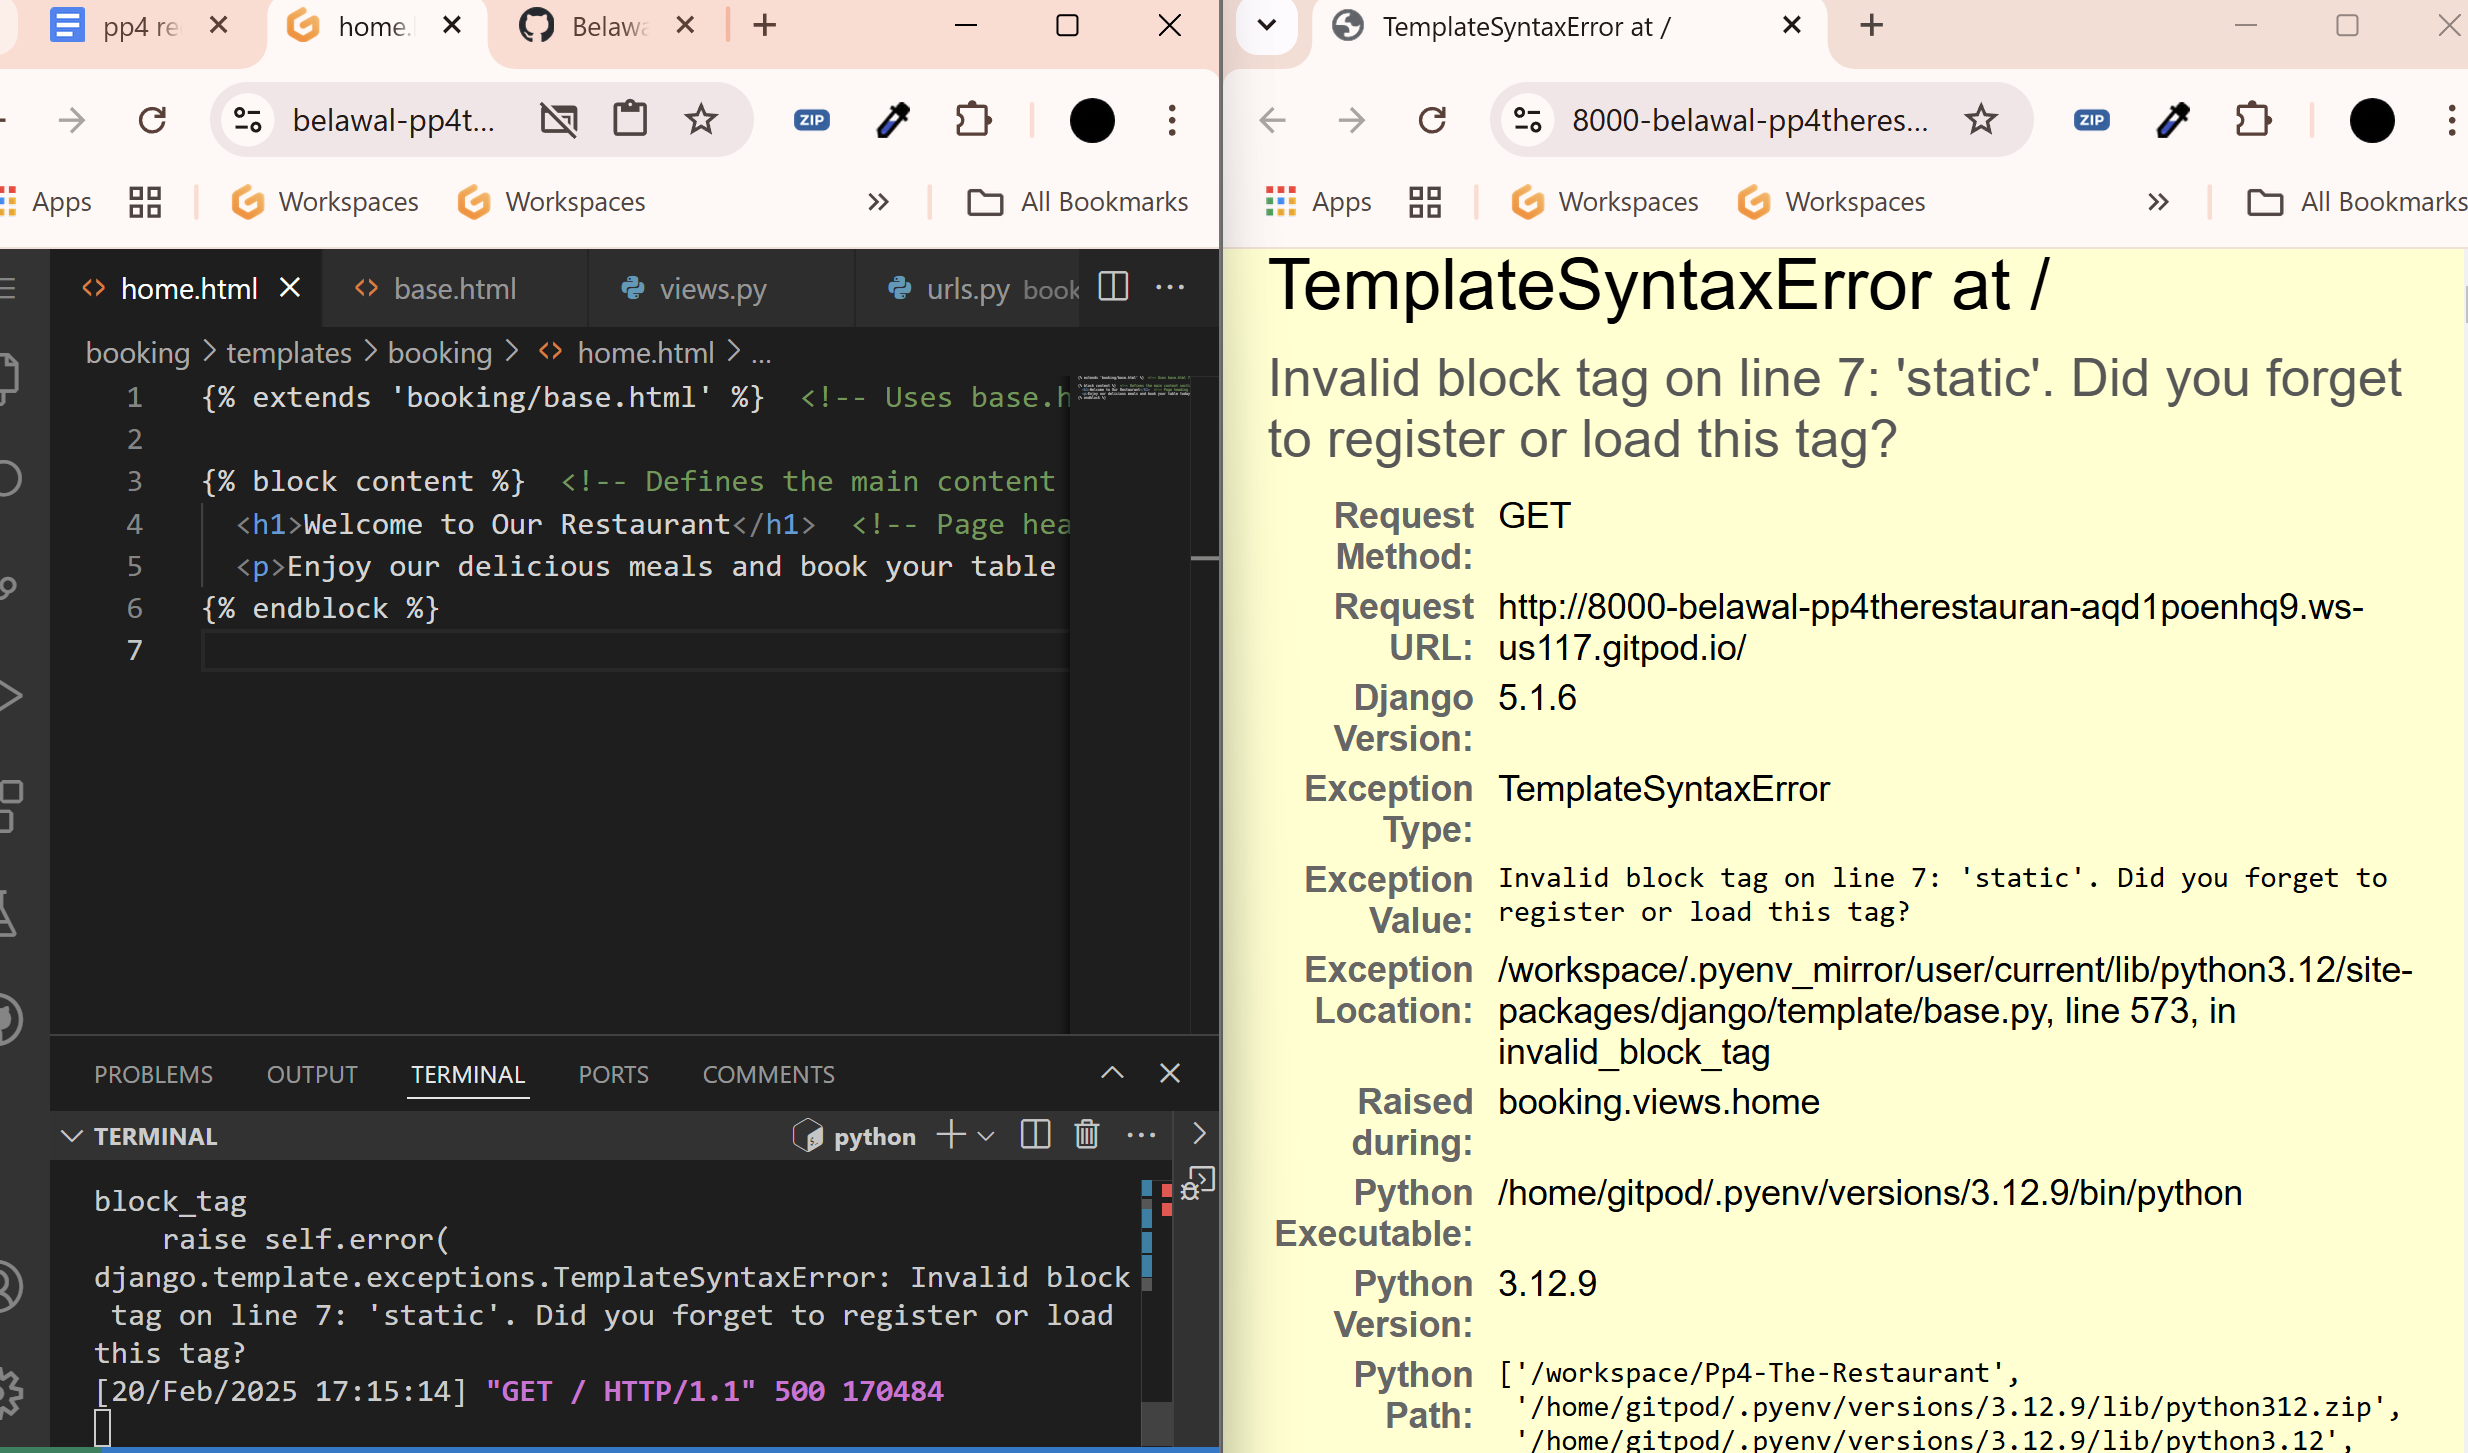 pp4 re
home.
Belawa
belawal-pp4t...
ZIP
Apps
Workspaces
Workspaces
All Bookmarks
home.html
base.html
views.py
urls.py book
booking > templates > booking > home.html > ...
1 {% extends 'booking/base.html' %}  <!-- Uses base.h
2
3 {% block content %}  <!-- Defines the main content
4 <h1>Welcome to Our Restaurant</h1>  <!-- Page hea
5 <p>Enjoy our delicious meals and book your table
6 {% endblock %}
7
PROBLEMS
OUTPUT
TERMINAL
PORTS
COMMENTS
TERMINAL
python
block_tag
raise self.error(
django.template.exceptions.TemplateSyntaxError: Invalid block
tag on line 7: 'static'. Did you forget to register or load
this tag?
[20/Feb/2025 17:15:14] "GET / HTTP/1.1" 500 170484
TemplateSyntaxError at /
8000-belawal-pp4theres...
ZIP
Apps
Workspaces
Workspaces
All Bookmarks
TemplateSyntaxError at /
Invalid block tag on line 7: 'static'. Did you forget
to register or load this tag?
Request Method: GET
Request URL: http://8000-belawal-pp4therestauran-aqd1poenhq9.ws-
us117.gitpod.io/
Django Version: 5.1.6
Exception Type: TemplateSyntaxError
Exception Value: Invalid block tag on line 7: 'static'. Did you forget to
register or load this tag?
Exception Location: /workspace/.pyenv_mirror/user/current/lib/python3.12/site-
packages/django/template/base.py, line 573, in
invalid_block_tag
Raised during: booking.views.home
Python Executable: /home/gitpod/.pyenv/versions/3.12.9/bin/python
Python Version: 3.12.9
Python Path: ['/workspace/Pp4-The-Restaurant',
'/home/gitpod/.pyenv/versions/3.12.9/lib/python312.zip',
'/home/gitpod/.pyenv/versions/3.12.9/lib/python3.12',